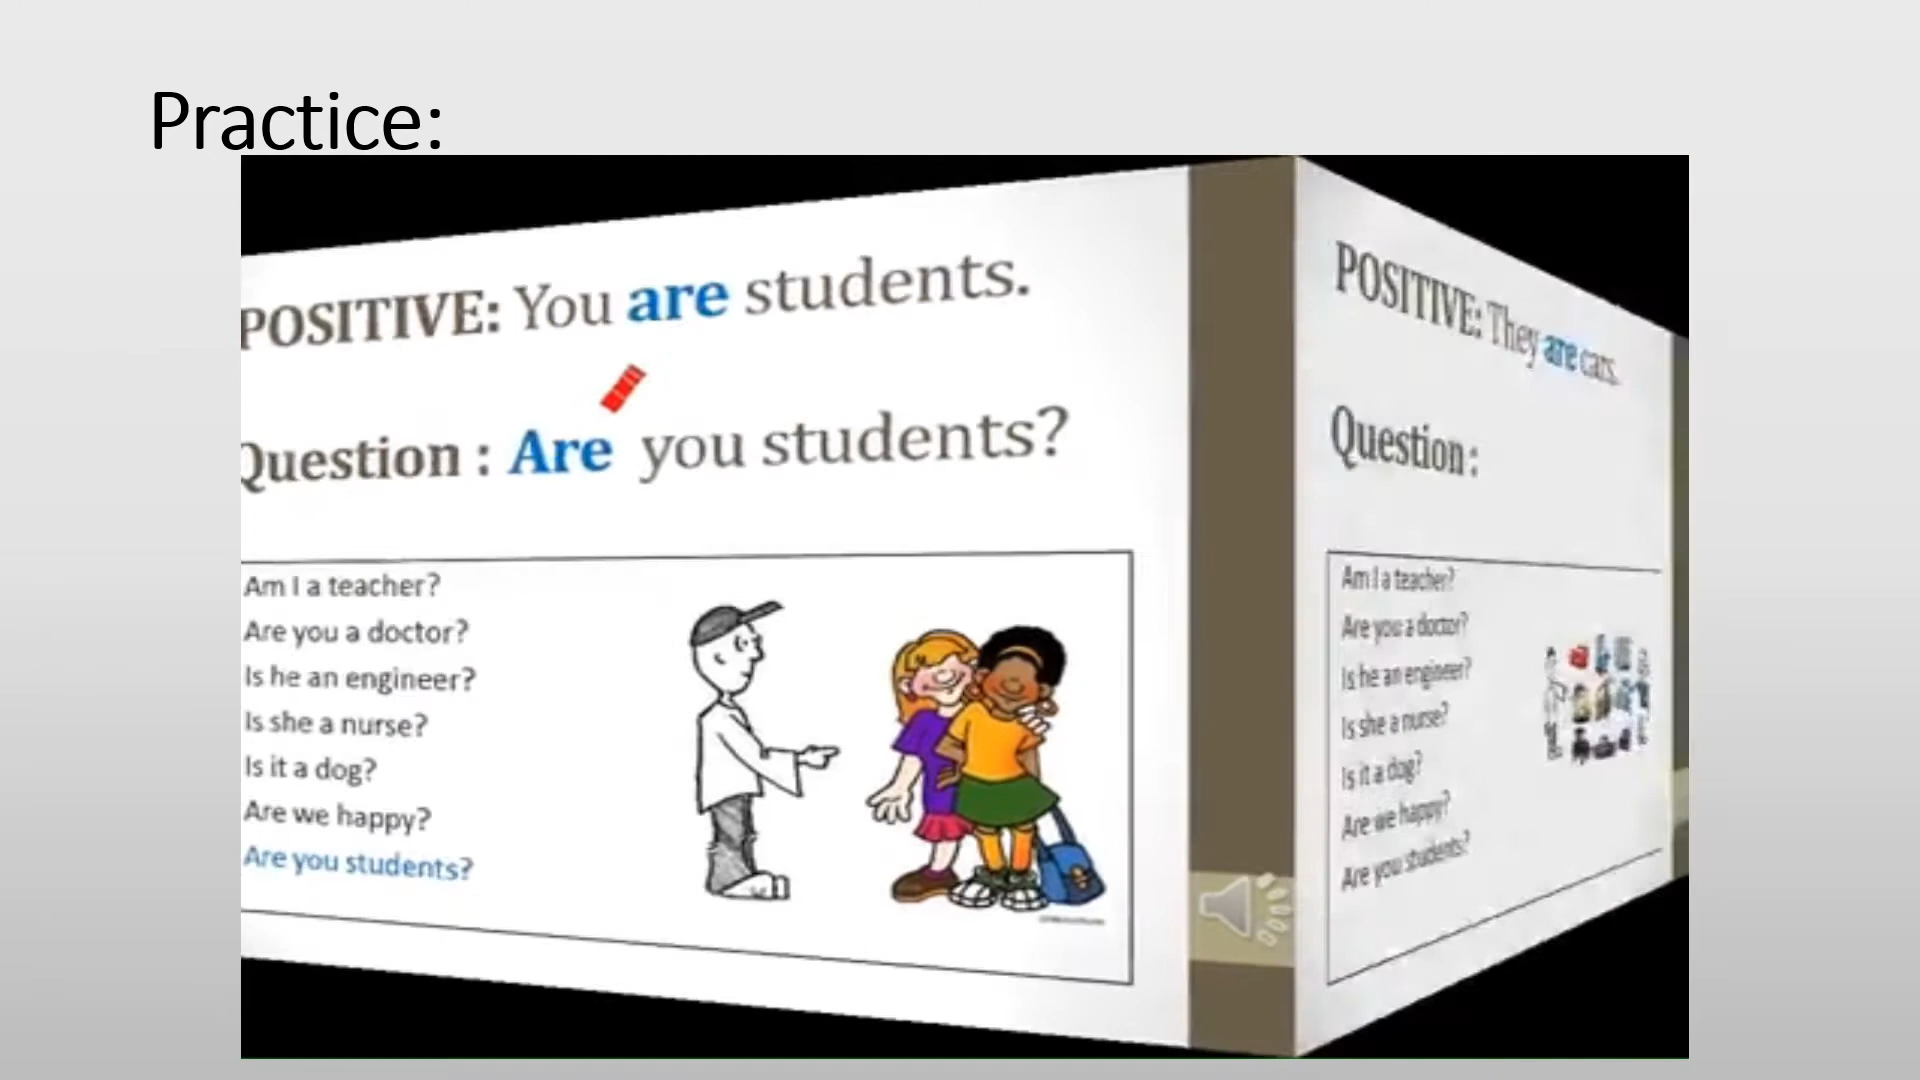 Practice:
POSITIVE: You are students.
Question : Are you students?
Am I a teacher?
Are you a doctor?
Is he an engineer?
Is she a nurse?
Is it a dog?
Are we happy?
Are you students?
POSITIVE: They are cars.
Question :
Am I a teacher?
Are you a doctor?
Is he an engineer?
Is she a nurse?
Is it a dog?
Are we happy?
Are you students?